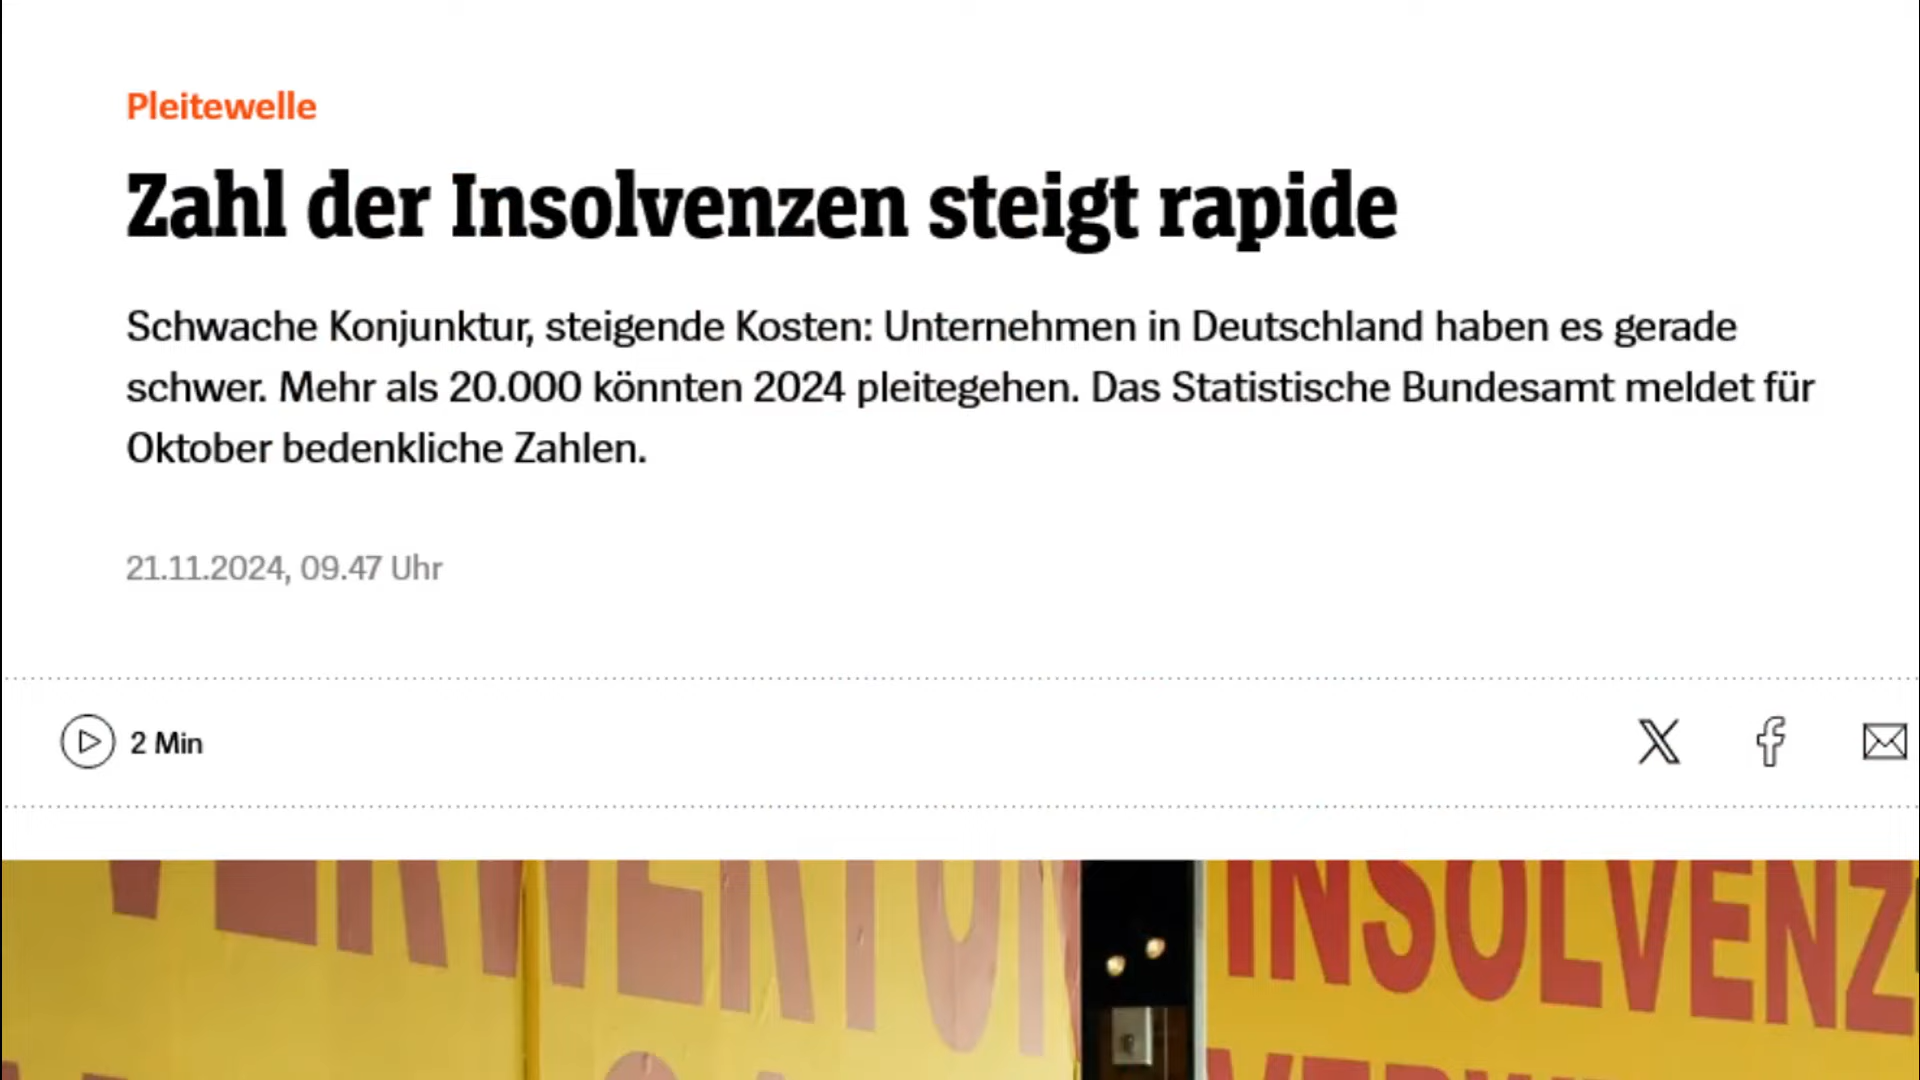 Pleitewelle
Zahl der Insolvenzen steigt rapide
Schwache Konjunktur, steigende Kosten: Unternehmen in Deutschland haben es gerade
schwer. Mehr als 20.000 könnten 2024 pleitegehen. Das Statistische Bundesamt meldet für
Oktober bedenkliche Zahlen.
21.11.2024, 09.47 Uhr
2 Min
INSOLVENZ